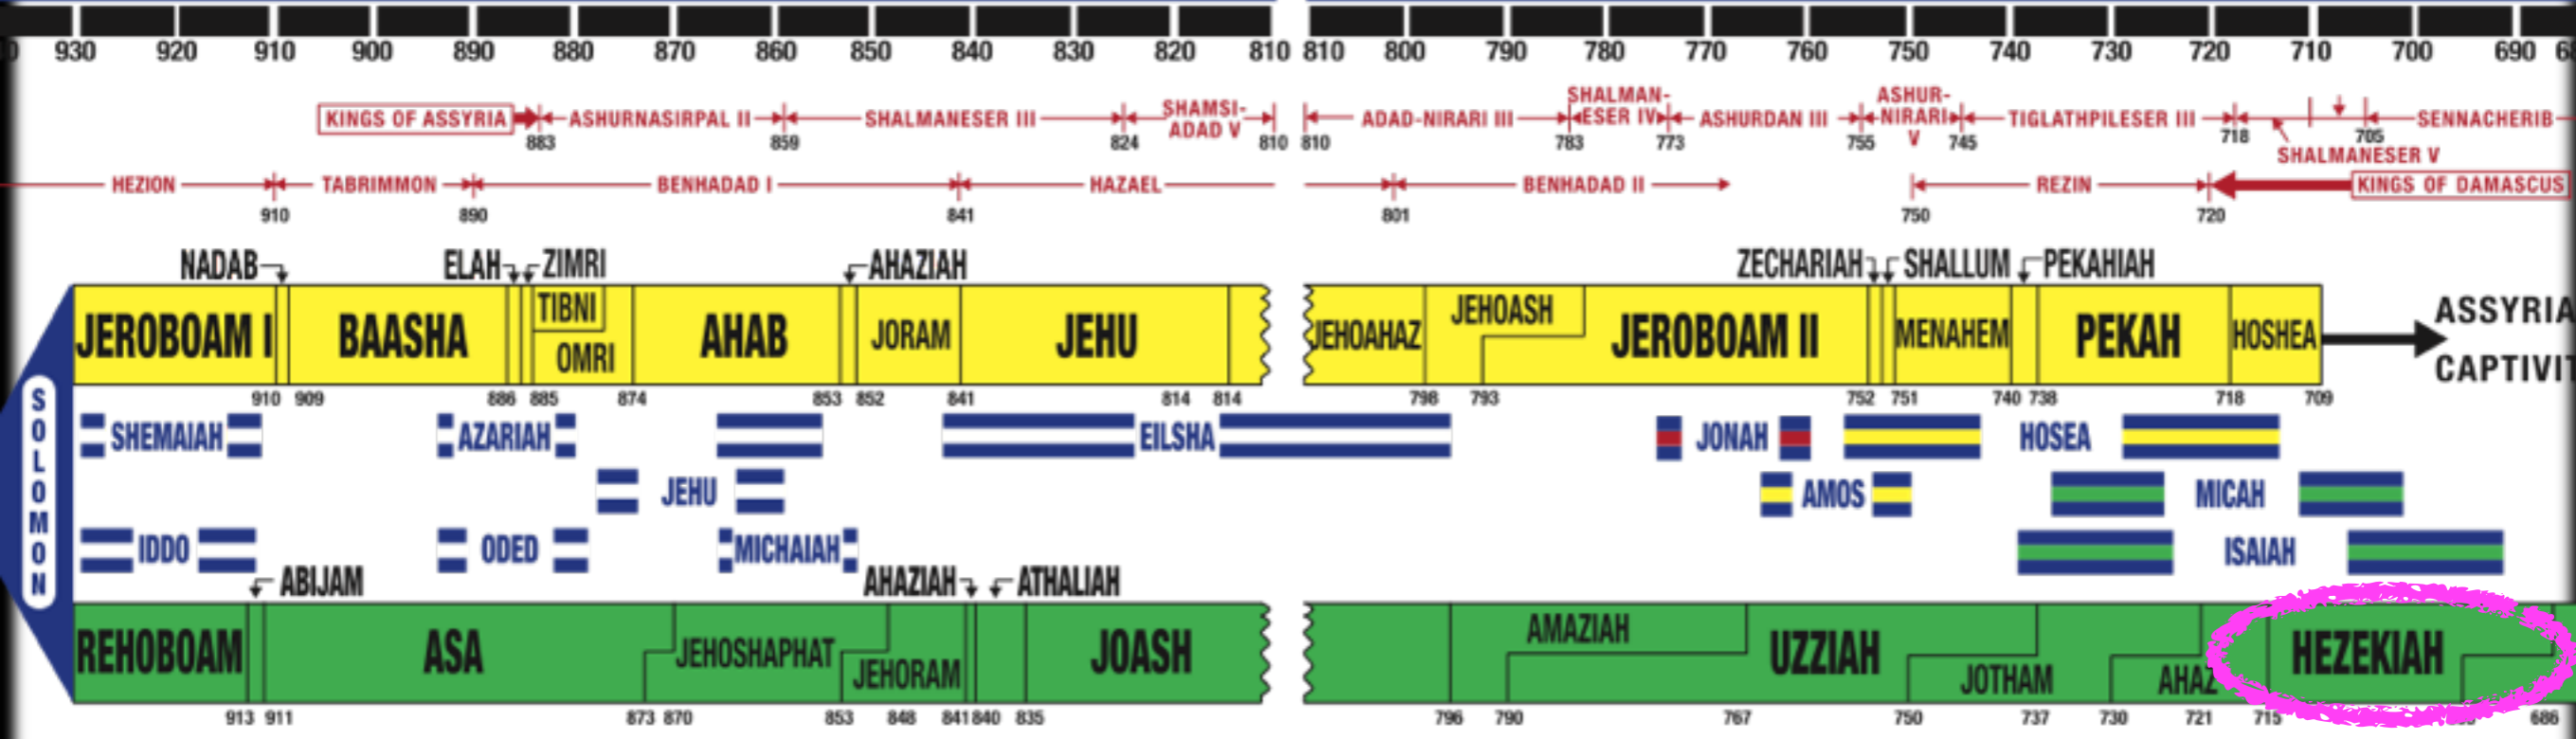 930 920 910 900 890 880 870 860 850 840 830 820 810 810 800 790 780 770 760 750 740 730 720 710 700 690
KINGS OF ASSYRIA ASHURNASIRPAL II SHALMANESER III SHAMSI-ADAD V ADAD-NIRARI III SHALMAN-ESER IV ASHURDAN III ASHUR-NIRARI V TIGLATHPILESER III SENNACHERIB
883 859 824 810 810 783 773 755 745 718 705
SHALMANESER V
HEZION TABRIMMON BENHADAD I HAZAEL BENHADAD II REZIN KINGS OF DAMASCUS
910 890 841 801 750 720
NADAB ELAH ZIMRI AHAZIAH ZECHARIAH SHALLUM PEKAHIAH
JEROBOAM I BAASHA TIBNI OMRI AHAB JORAM JEHU JEHOAHAZ JEHOASH JEROBOAM II MENAHEM PEKAH HOSHEA ASSYRIA
CAPTIVIT
910 909 886 885 874 853 852 841 814 814 798 793 752 751 740 738 718 709
SOLOMON
SHEMAIAH AZARIAH EILSHA JONAH HOSEA
JEHU AMOS MICAH
IDDO ODED MICHAIAH ISAIAH
ABIJAM AHAZIAH ATHALIAH
REHOBOAM ASA JEHOSHAPHAT JEHORAM JOASH AMAZIAH UZZIAH JOTHAM AHAZ HEZEKIAH
913 911 873 870 853 848 841 840 835 796 790 767 750 737 730 721 715 686